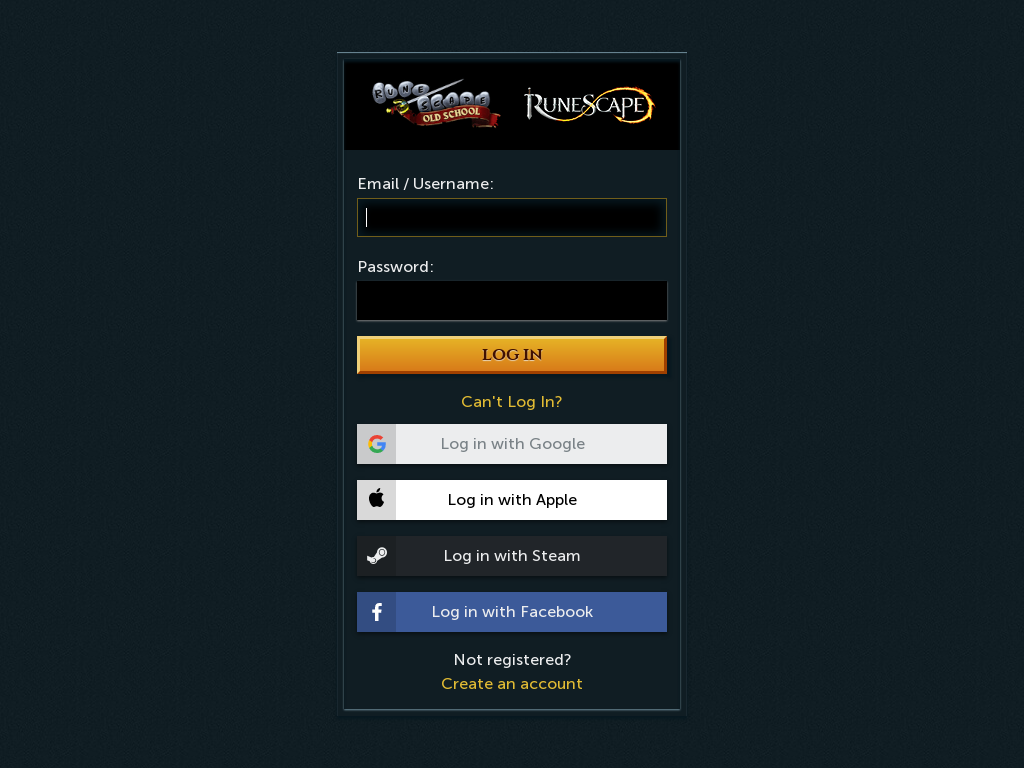 RUNE SCAPE OLD SCHOOL
RuneScape
Email / Username:
Password:
LOG IN
Can't Log In?
Log in with Google
Log in with Apple
Log in with Steam
Log in with Facebook
Not registered?
Create an account